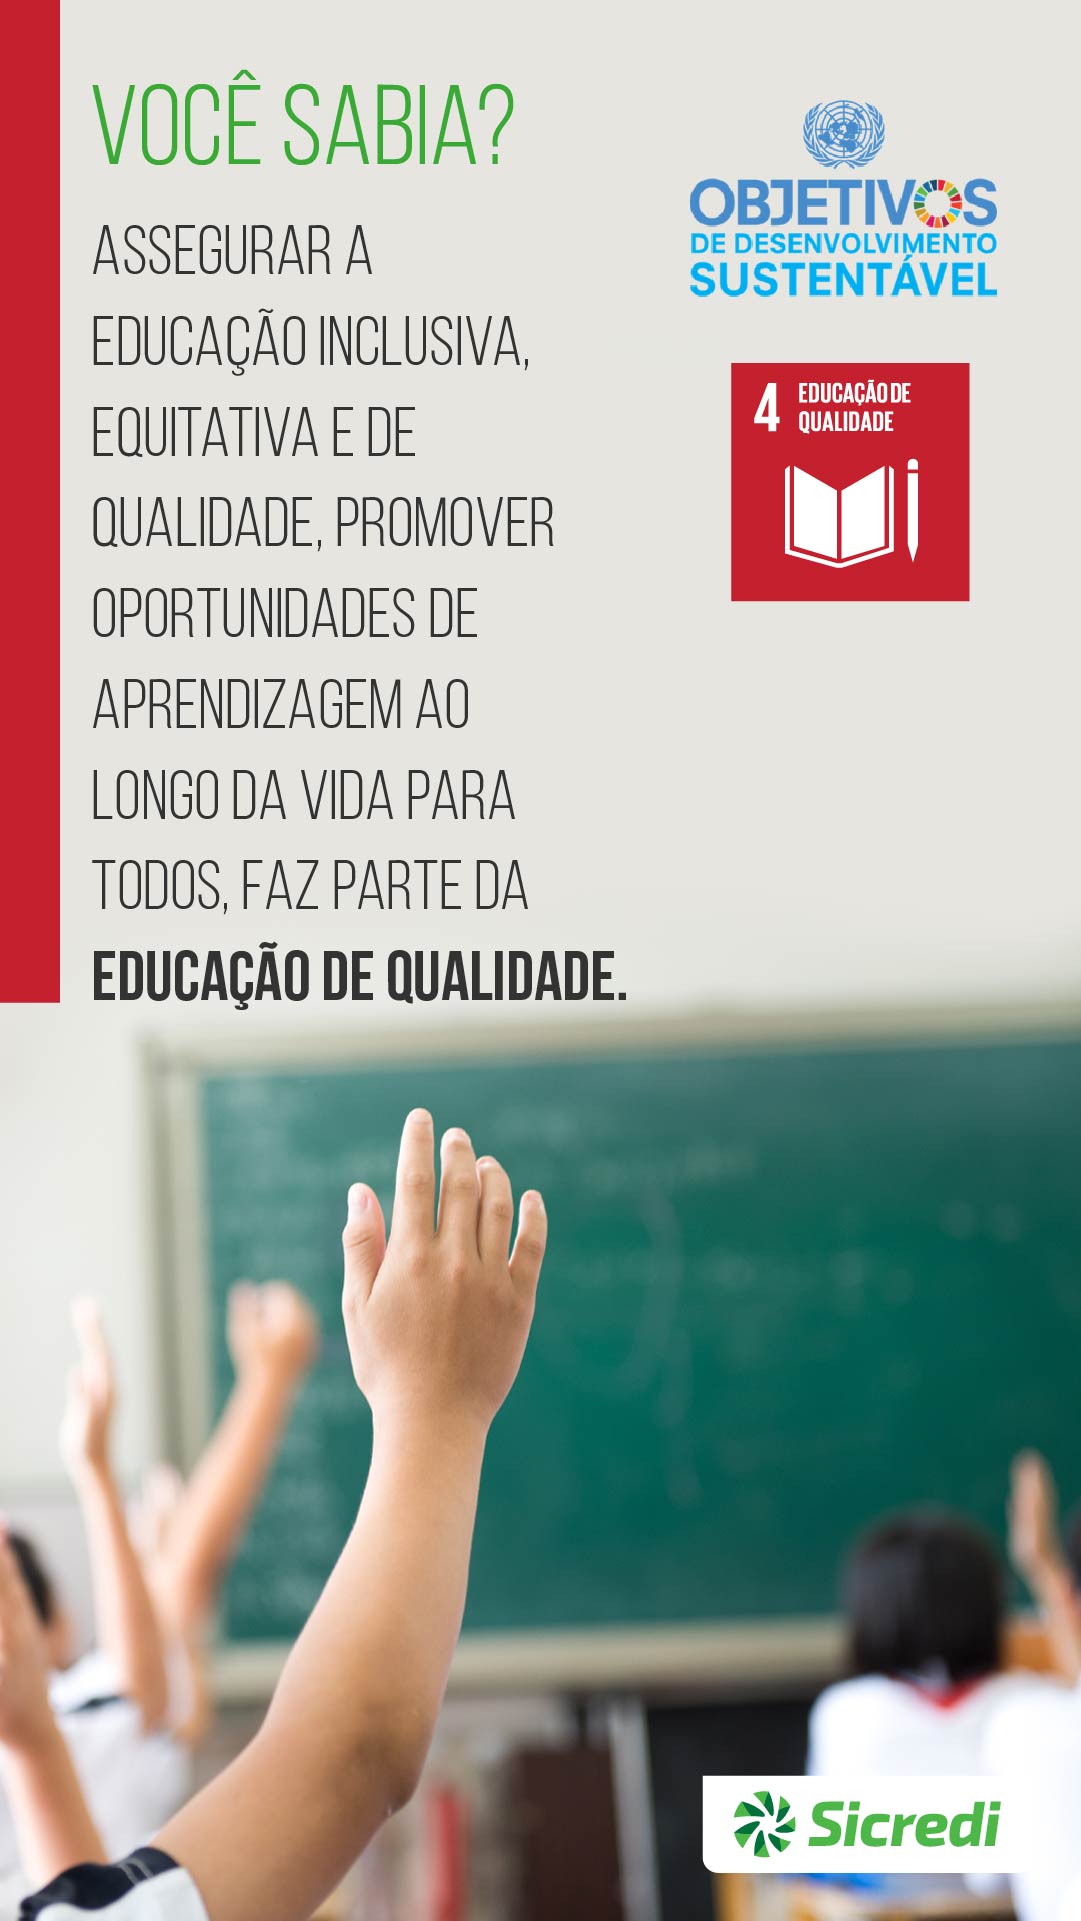 VOCÊ SABIA?
ASSEGURAR A
EDUCAÇÃO INCLUSIVA,
EQUITATIVA E DE
QUALIDADE, PROMOVER
OPORTUNIDADES DE
APRENDIZAGEM AO
LONGO DA VIDA PARA
TODOS, FAZ PARTE DA
EDUCAÇÃO DE QUALIDADE.
OBJETIVOS
DE DESENVOLVIMENTO
SUSTENTÁVEL
4 EDUCAÇÃO DE
QUALIDADE
Sicredi